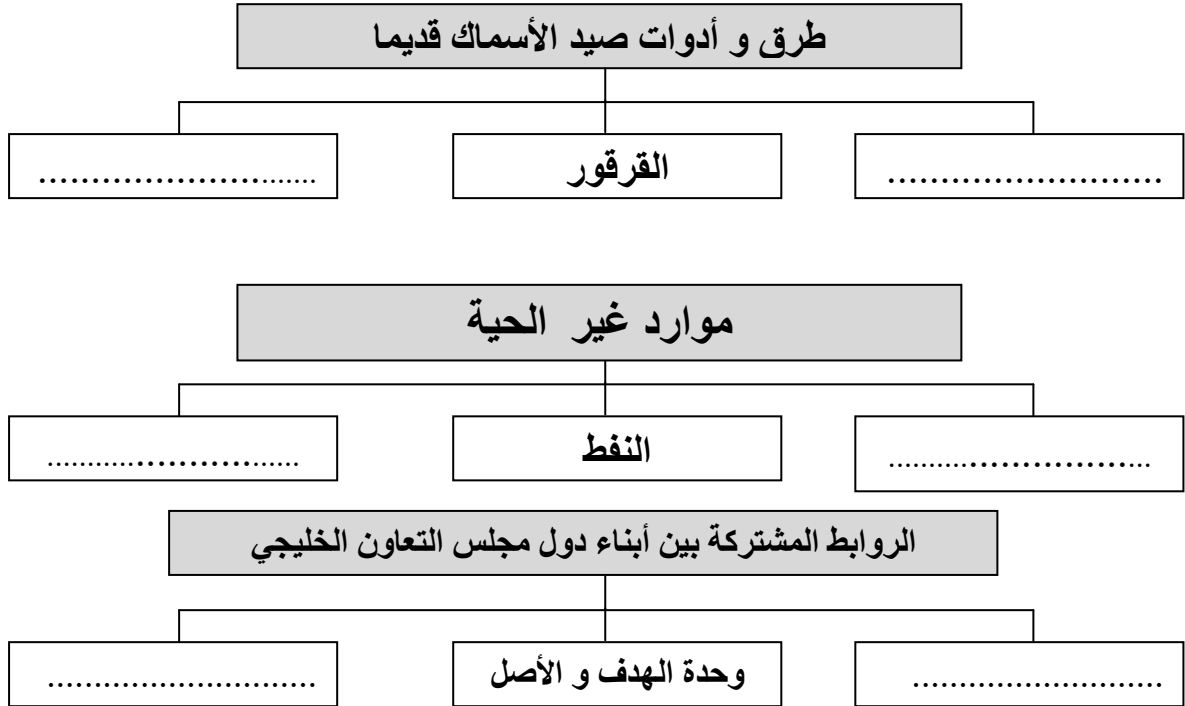 طرق و أدوات صيد الأسماك قديما
............................ القرقور ............................
موارد غير الحية
............................ النفط ............................
الروابط المشتركة بين أبناء دول مجلس التعاون الخليجي
............................ وحدة الهدف و الأصل ............................